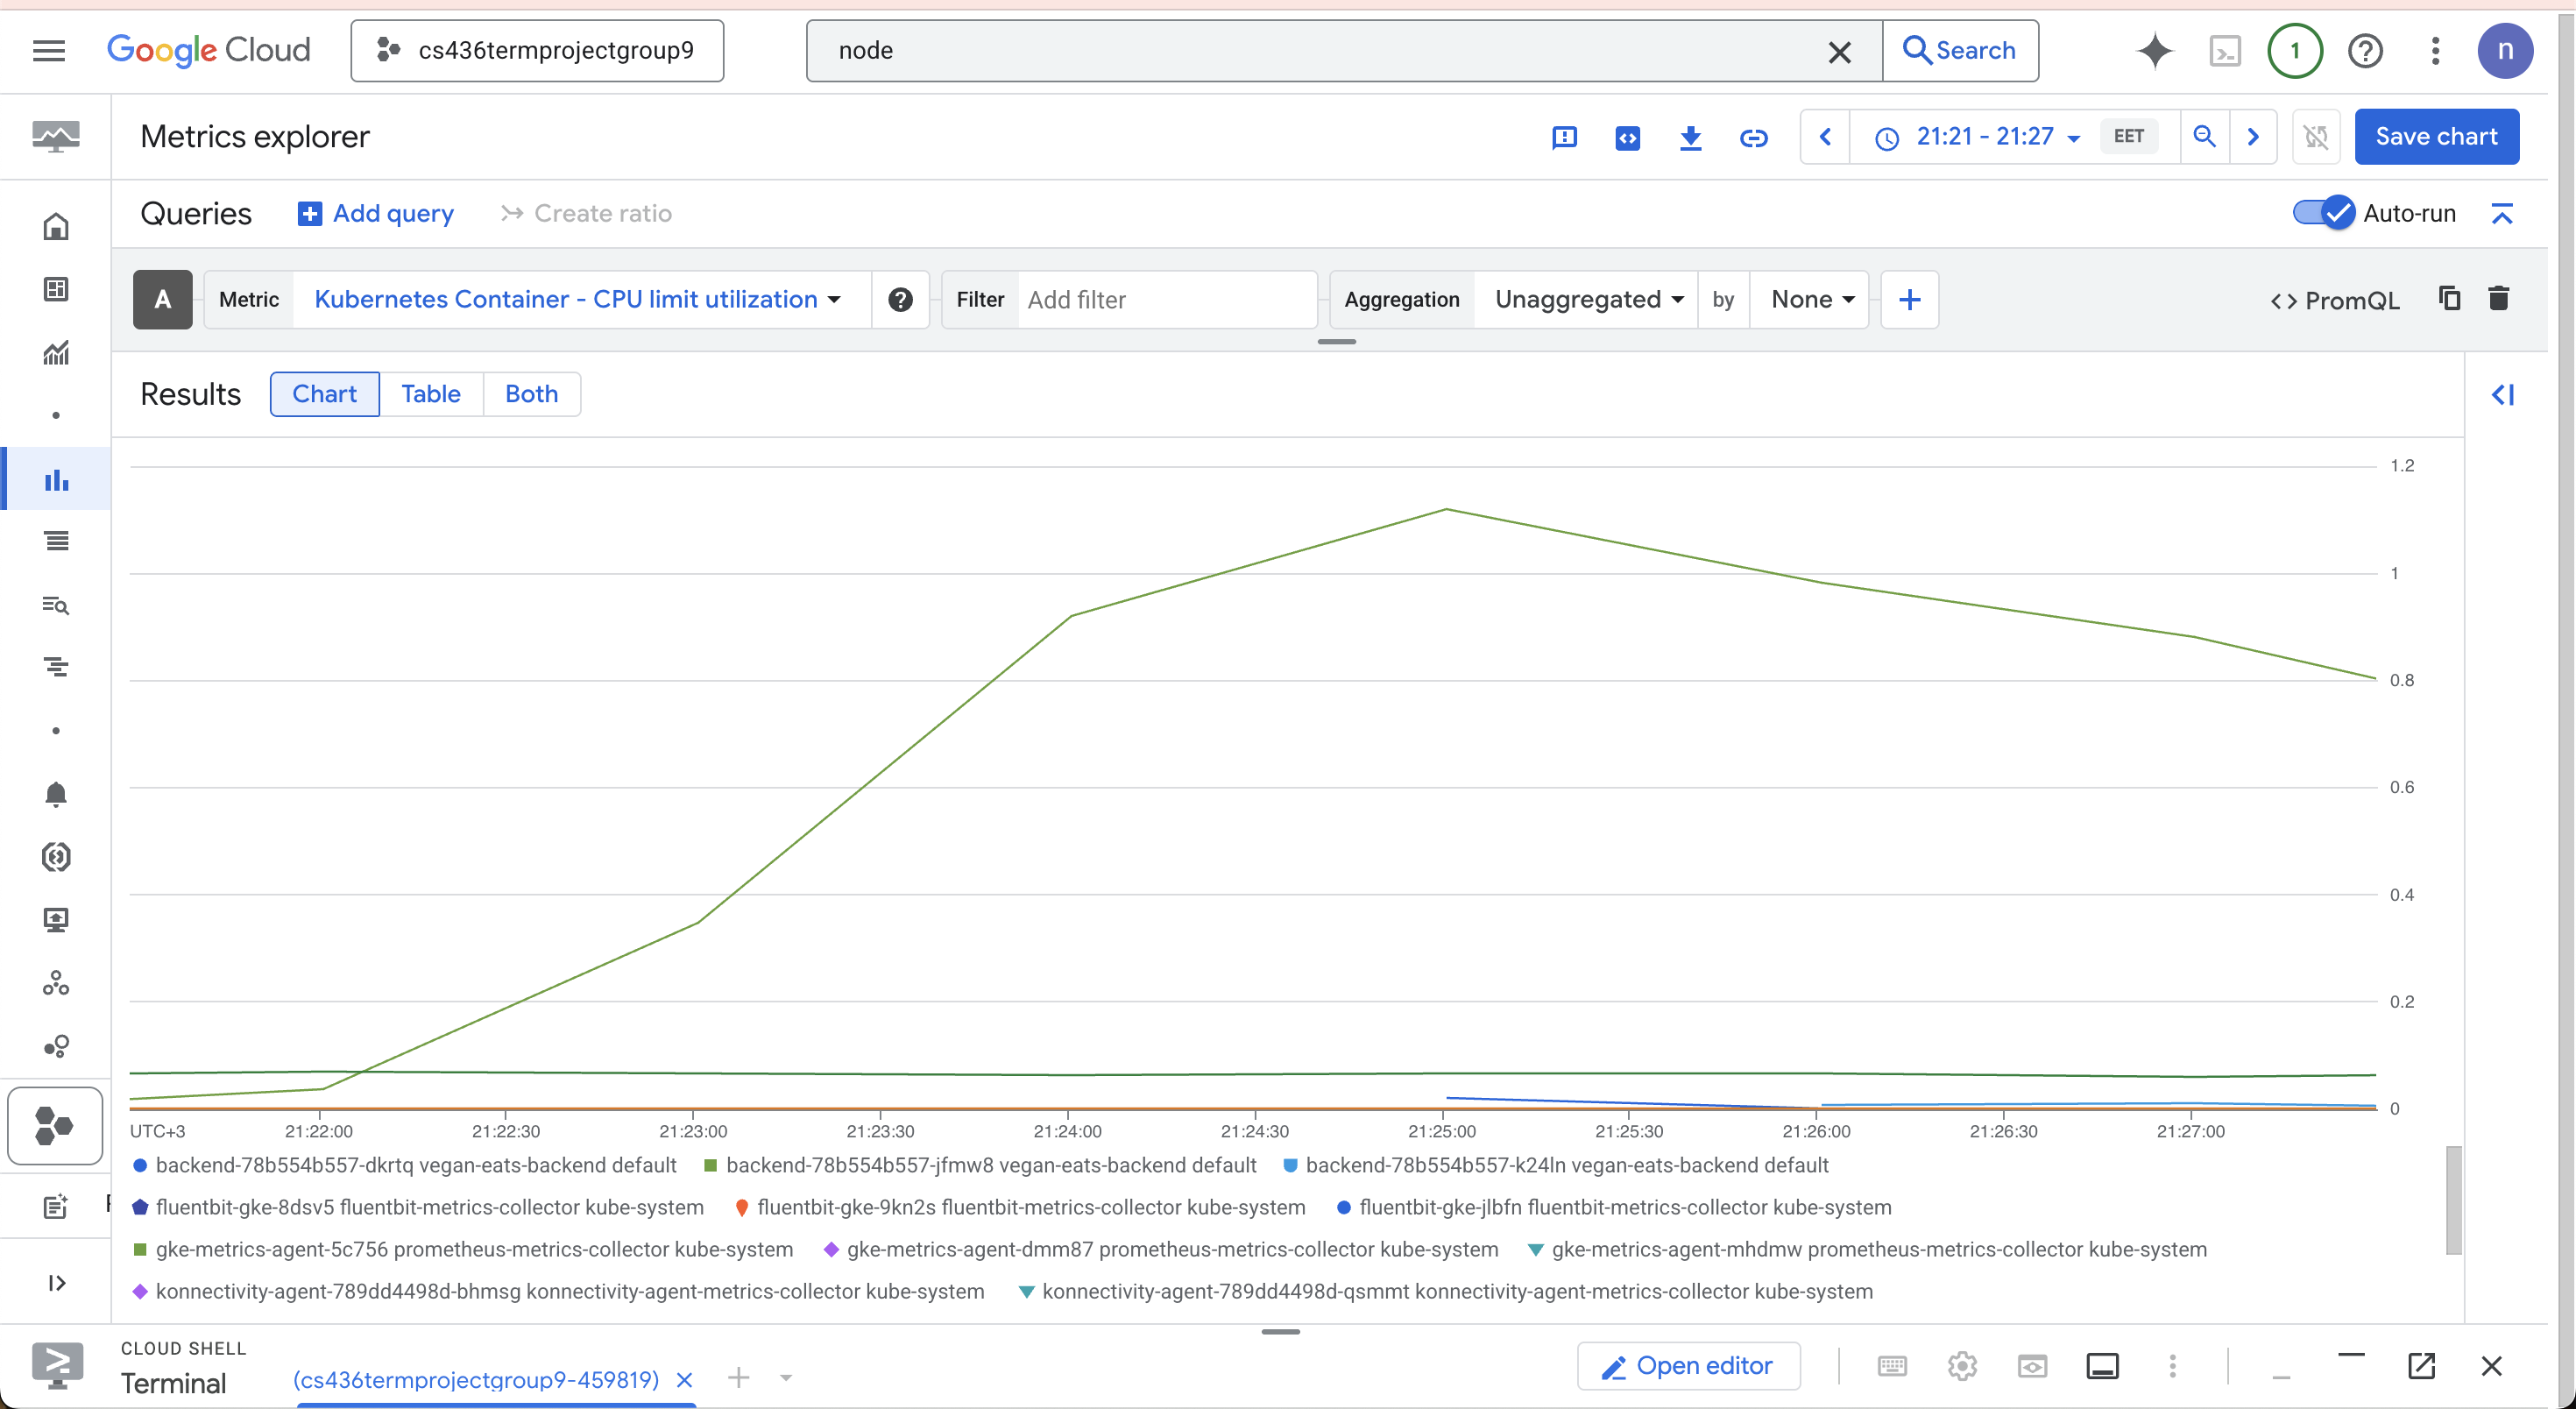 Google Cloud cs436termprojectgroup9 node Search 1 n
Metrics explorer 21:21 - 21:27 EET Save chart
Queries Add query Create ratio Auto-run
A Metric Kubernetes Container - CPU limit utilization Filter Add filter Aggregation Unaggregated by None PromQL
Results Chart Table Both
1.2
1
0.8
0.6
0.4
0.2
0
UTC+3 21:22:00 21:22:30 21:23:00 21:23:30 21:24:00 21:24:30 21:25:00 21:25:30 21:26:00 21:26:30 21:27:00
backend-78b554b557-dkrtq vegan-eats-backend default backend-78b554b557-jfmw8 vegan-eats-backend default backend-78b554b557-k24ln vegan-eats-backend default
fluentbit-gke-8dsv5 fluentbit-metrics-collector kube-system fluentbit-gke-9kn2s fluentbit-metrics-collector kube-system fluentbit-gke-jlbfn fluentbit-metrics-collector kube-system
gke-metrics-agent-5c756 prometheus-metrics-collector kube-system gke-metrics-agent-dmm87 prometheus-metrics-collector kube-system gke-metrics-agent-mhdmw prometheus-metrics-collector kube-system
konnectivity-agent-789dd4498d-bhmsg konnectivity-agent-metrics-collector kube-system konnectivity-agent-789dd4498d-qsmmt konnectivity-agent-metrics-collector kube-system
CLOUD SHELL
Terminal (cs436termprojectgroup9-459819) Open editor